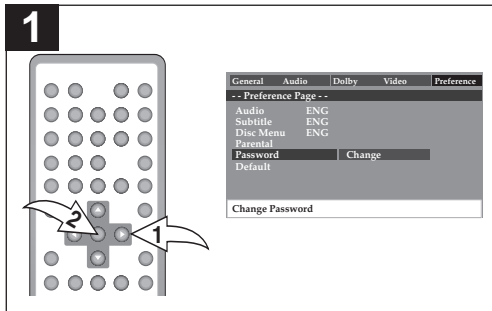 1
General Audio Dolby Video Preference
- - Preference Page - -
Audio ENG
Subtitle ENG
Disc Menu ENG
Parental
Password Change
Default
Change Password
2
1